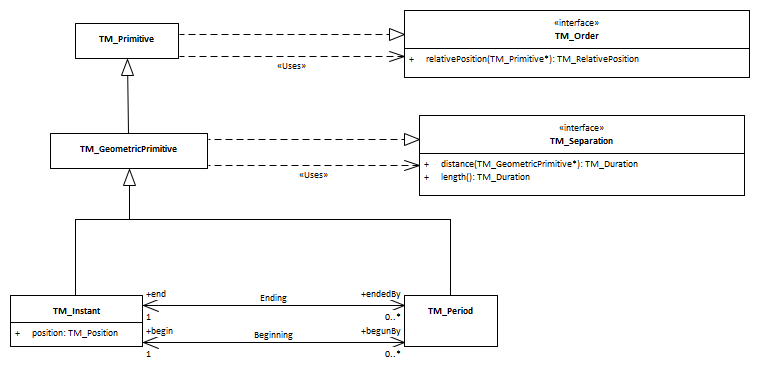 «interface»
TM_Primitive
TM_Order
«Uses»
+ relativePosition(TM_Primitive*): TM_RelativePosition
«interface»
TM_GeometricPrimitive
TM_Separation
«Uses»
+ distance(TM_GeometricPrimitive*): TM_Duration
+ length(): TM_Duration
+end Ending +endedBy
1 0..*
TM_Instant
TM_Period
+ position: TM_Position
+begin Beginning +begunBy
1 0..*